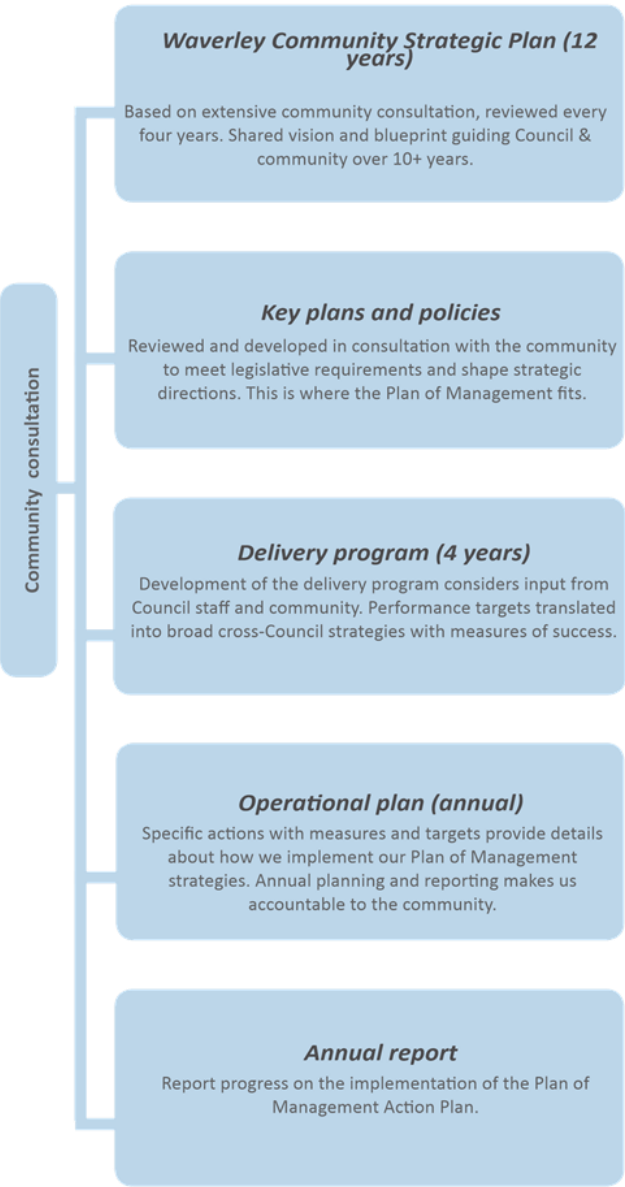 Waverley Community Strategic Plan (12
years)
Based on extensive community consultation, reviewed every
four years. Shared vision and blueprint guiding Council &
community over 10+ years.
Community consultation
Key plans and policies
Reviewed and developed in consultation with the community
to meet legislative requirements and shape strategic
directions. This is where the Plan of Management fits.
Delivery program (4 years)
Development of the delivery program considers input from
Council staff and community. Performance targets translated
into broad cross-Council strategies with measures of success.
Operational plan (annual)
Specific actions with measures and targets provide details
about how we implement our Plan of Management
strategies. Annual planning and reporting makes us
accountable to the community.
Annual report
Report progress on the implementation of the Plan of
Management Action Plan.